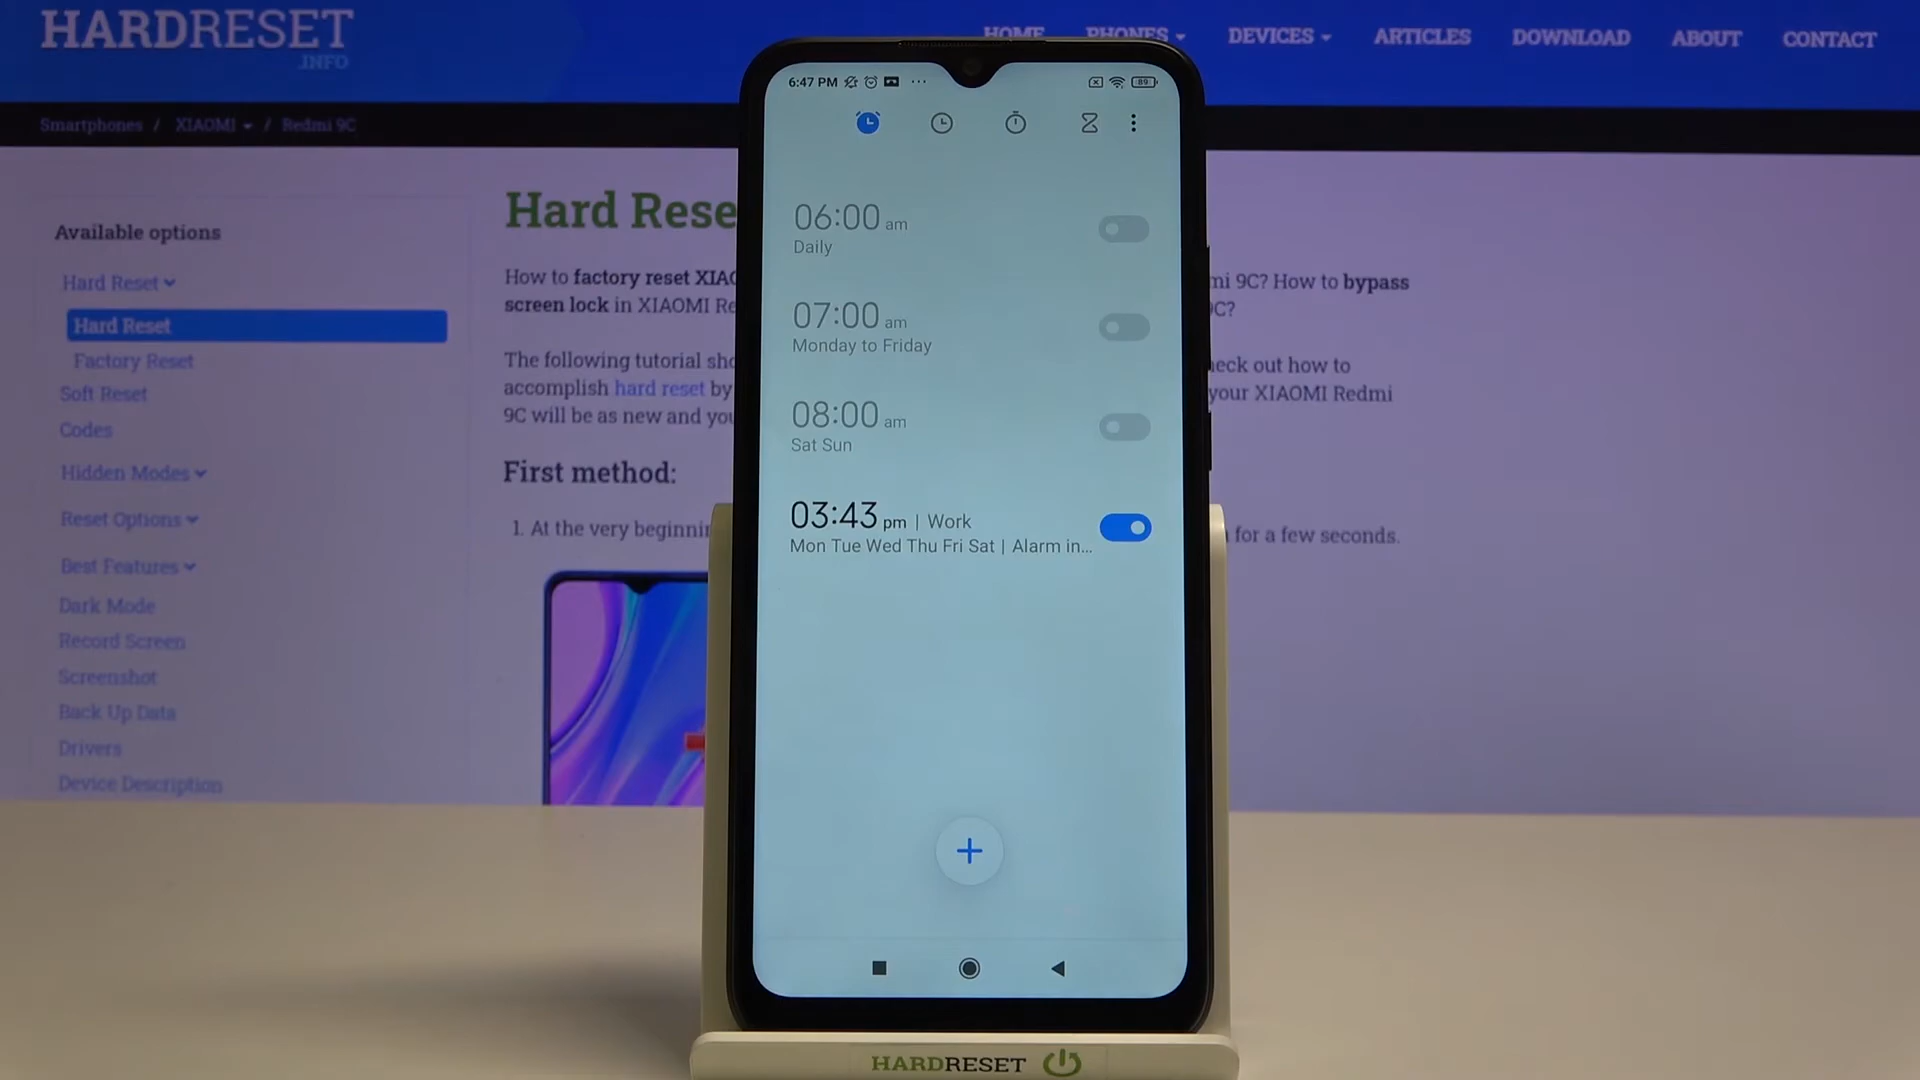 HARDRESET
.INFO
HOME PHONES DEVICES ARTICLES DOWNLOAD ABOUT CONTACT
Smartphones / XIAOMI / Redmi 9C
Available options
Hard Reset
Hard Reset
Factory Reset
Soft Reset
Codes
Hidden Modes
Reset Options
Best Features
Dark Mode
Record Screen
Screenshot
Back Up Data
Drivers
Device Description
Hard Rese
How to factory reset XIAO
mi 9C? How to bypass
screen lock in XIAOMI Re
9C?
The following tutorial sho
eck out how to
accomplish hard reset by
your XIAOMI Redmi
9C will be as new and you
First method:
1. At the very beginnin
for a few seconds.
6:47 PM ··· 89
06:00 am
Daily
07:00 am
Monday to Friday
08:00 am
Sat Sun
03:43 pm | Work
Mon Tue Wed Thu Fri Sat | Alarm in...
+
HARDRESET